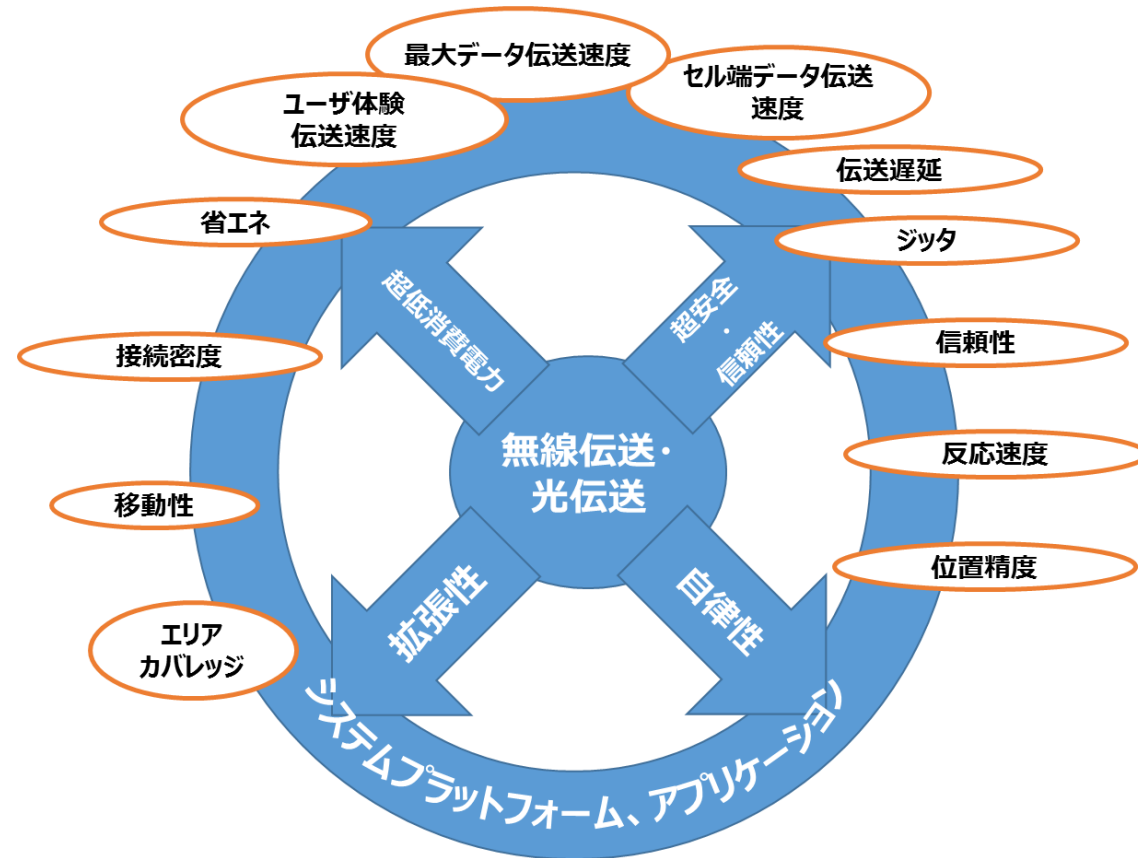 最大データ伝送速度
セル端データ伝送
速度
ユーザ体験
伝送速度
伝送遅延
省エネ
ジッタ
超低消費電力
超安全
・
信頼性
接続密度
信頼性
無線伝送・
光伝送
反応速度
移動性
位置精度
拡張性
自律性
エリア
カバレッジ
システムプラットフォーム、アプリケーション